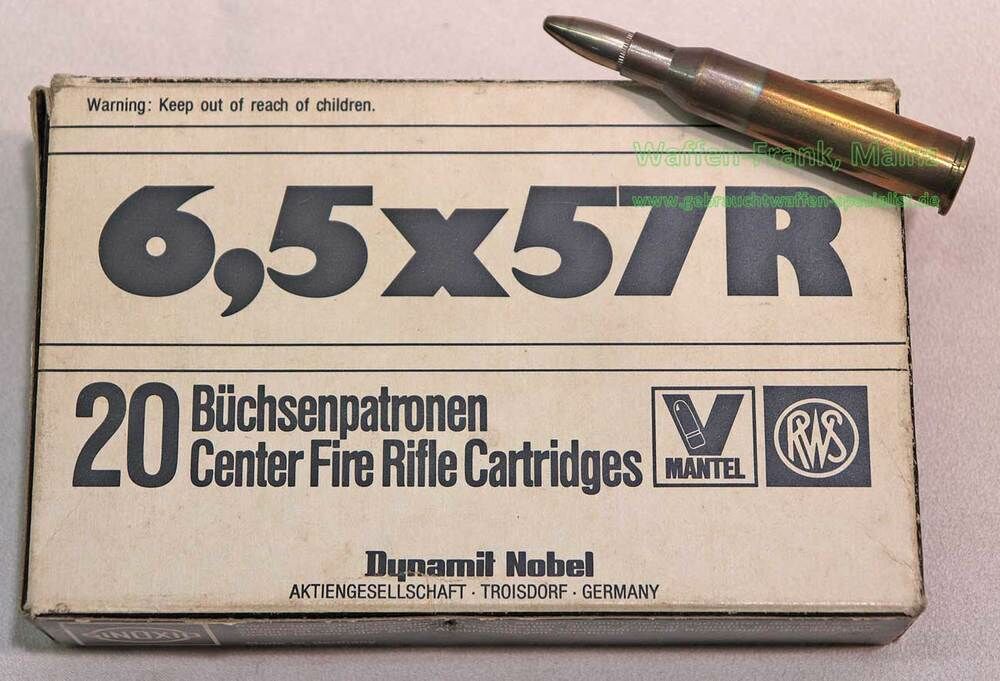 Warning: Keep out of reach of children.
Waffen-Frank, Mainz
www.gebrauchtwaffen-spezialist.de
6,5x57R
20 Büchsenpatronen
Center Fire Rifle Cartridges
V
MANTEL
RWS
Dynamit Nobel
AKTIENGESELLSCHAFT · TROISDORF · GERMANY
SINOXID